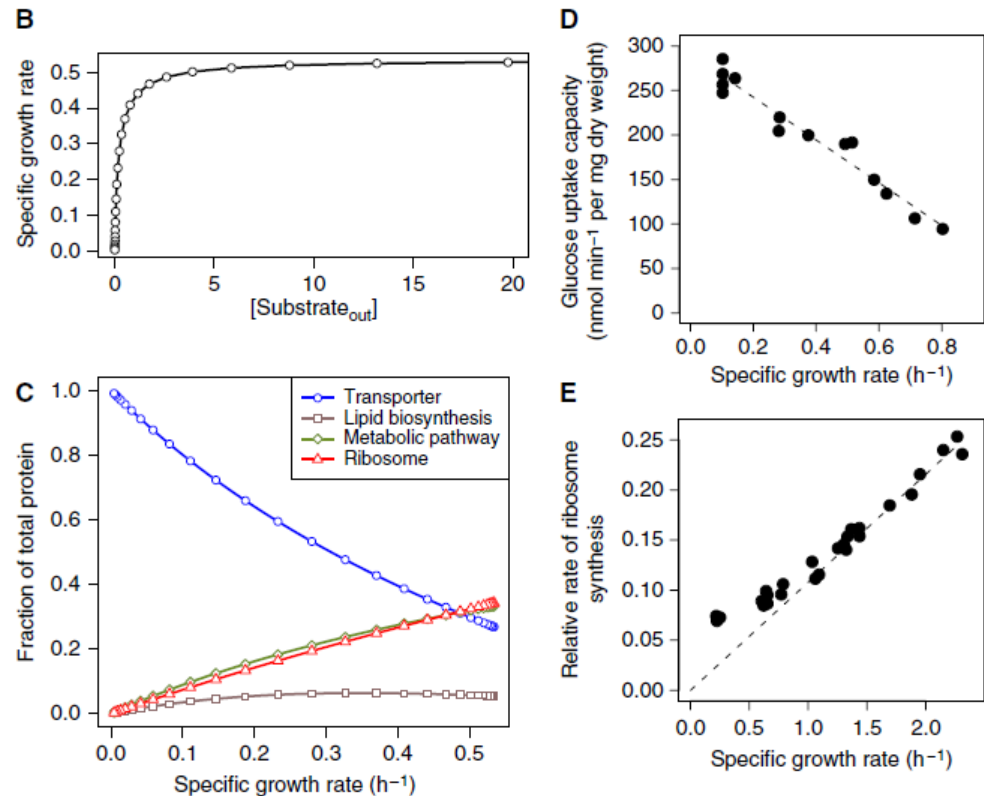 B
Specific growth rate
0.5
0.4
0.3
0.2
0.1
0.0
0 5 10 15 20
[Substrate_out]
C
Fraction of total protein
1.0
0.8
0.6
0.4
0.2
0.0
Transporter
Lipid biosynthesis
Metabolic pathway
Ribosome
0.0 0.1 0.2 0.3 0.4 0.5
Specific growth rate (h⁻¹)
D
Glucose uptake capacity
(nmol min⁻¹ per mg dry weight)
300
250
200
150
100
50
0
0.0 0.2 0.4 0.6 0.8
Specific growth rate (h⁻¹)
E
Relative rate of ribosome
synthesis
0.25
0.20
0.15
0.10
0.05
0.00
0.0 0.5 1.0 1.5 2.0
Specific growth rate (h⁻¹)